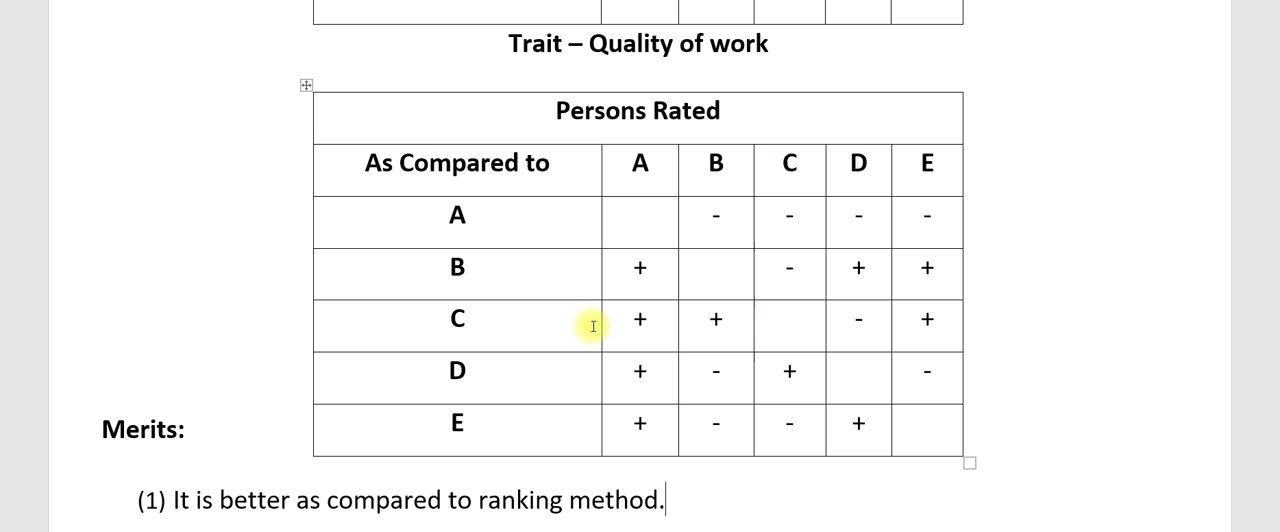 Trait – Quality of work
Persons Rated
As Compared to A B C D E
A - - - -
B + - + +
C + + - +
D + - + -
E + - - +
Merits:
(1) It is better as compared to ranking method.